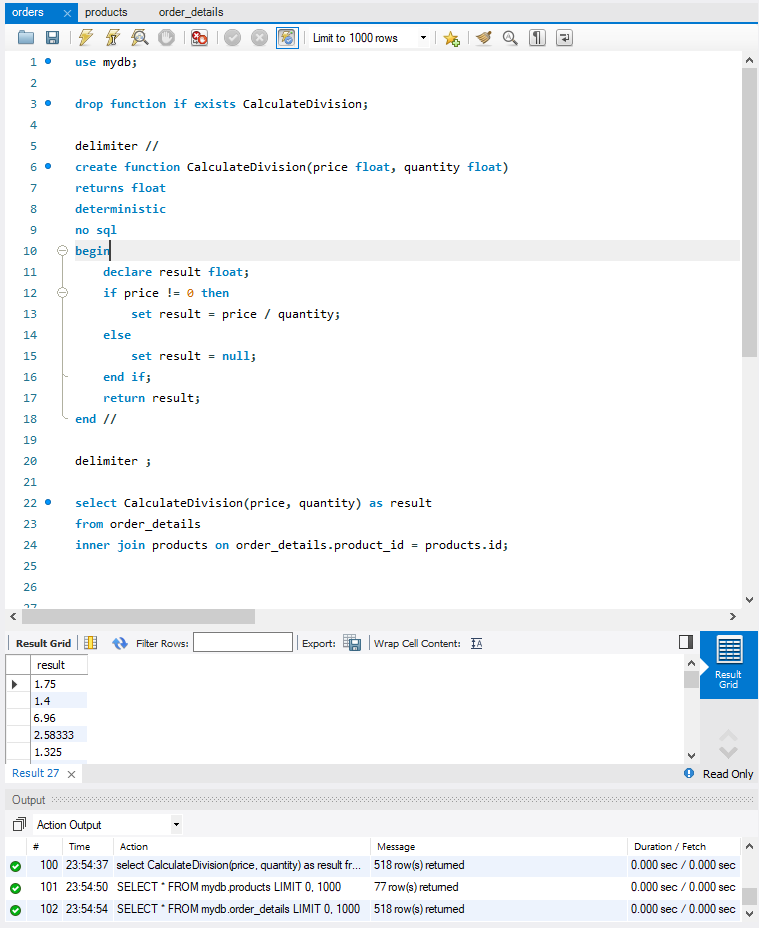 orders products order_details
Limit to 1000 rows
1 use mydb;
2
3 drop function if exists CalculateDivision;
4
5 delimiter //
6 create function CalculateDivision(price float, quantity float)
7 returns float
8 deterministic
9 no sql
10 begin
11 declare result float;
12 if price != 0 then
13 set result = price / quantity;
14 else
15 set result = null;
16 end if;
17 return result;
18 end //
19
20 delimiter ;
21
22 select CalculateDivision(price, quantity) as result
23 from order_details
24 inner join products on order_details.product_id = products.id;
25
26
27
Result Grid Filter Rows: Export: Wrap Cell Content:
result
1.75
1.4
6.96
2.58333
1.325
Result Grid
Result 27 Read Only
Output
Action Output
# Time Action Message Duration / Fetch
100 23:54:37 select CalculateDivision(price, quantity) as result fr... 518 row(s) returned 0.000 sec / 0.000 sec
101 23:54:50 SELECT * FROM mydb.products LIMIT 0, 1000 77 row(s) returned 0.000 sec / 0.000 sec
102 23:54:54 SELECT * FROM mydb.order_details LIMIT 0, 1000 518 row(s) returned 0.000 sec / 0.000 sec